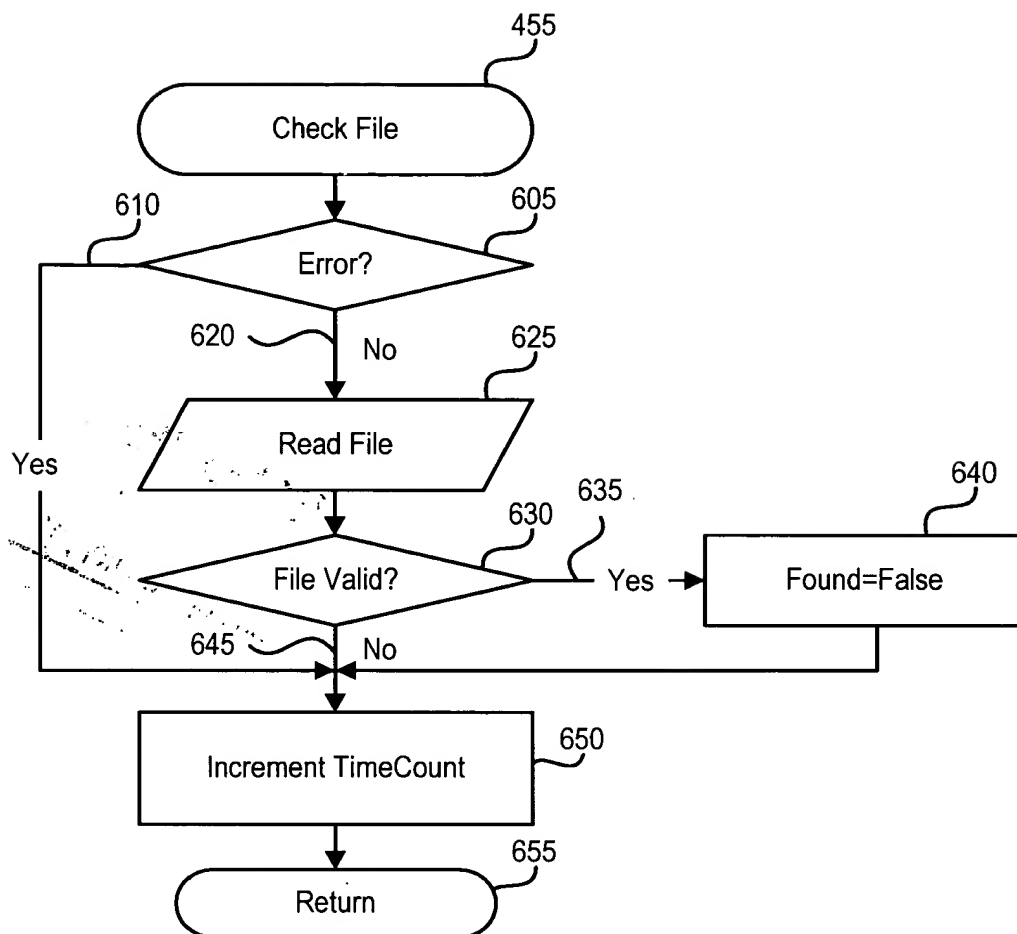 455
Check File
610
605
Error?
620
No
625
Read File
Yes
635
640
630
File Valid?
Yes
Found=False
645
No
650
Increment TimeCount
655
Return